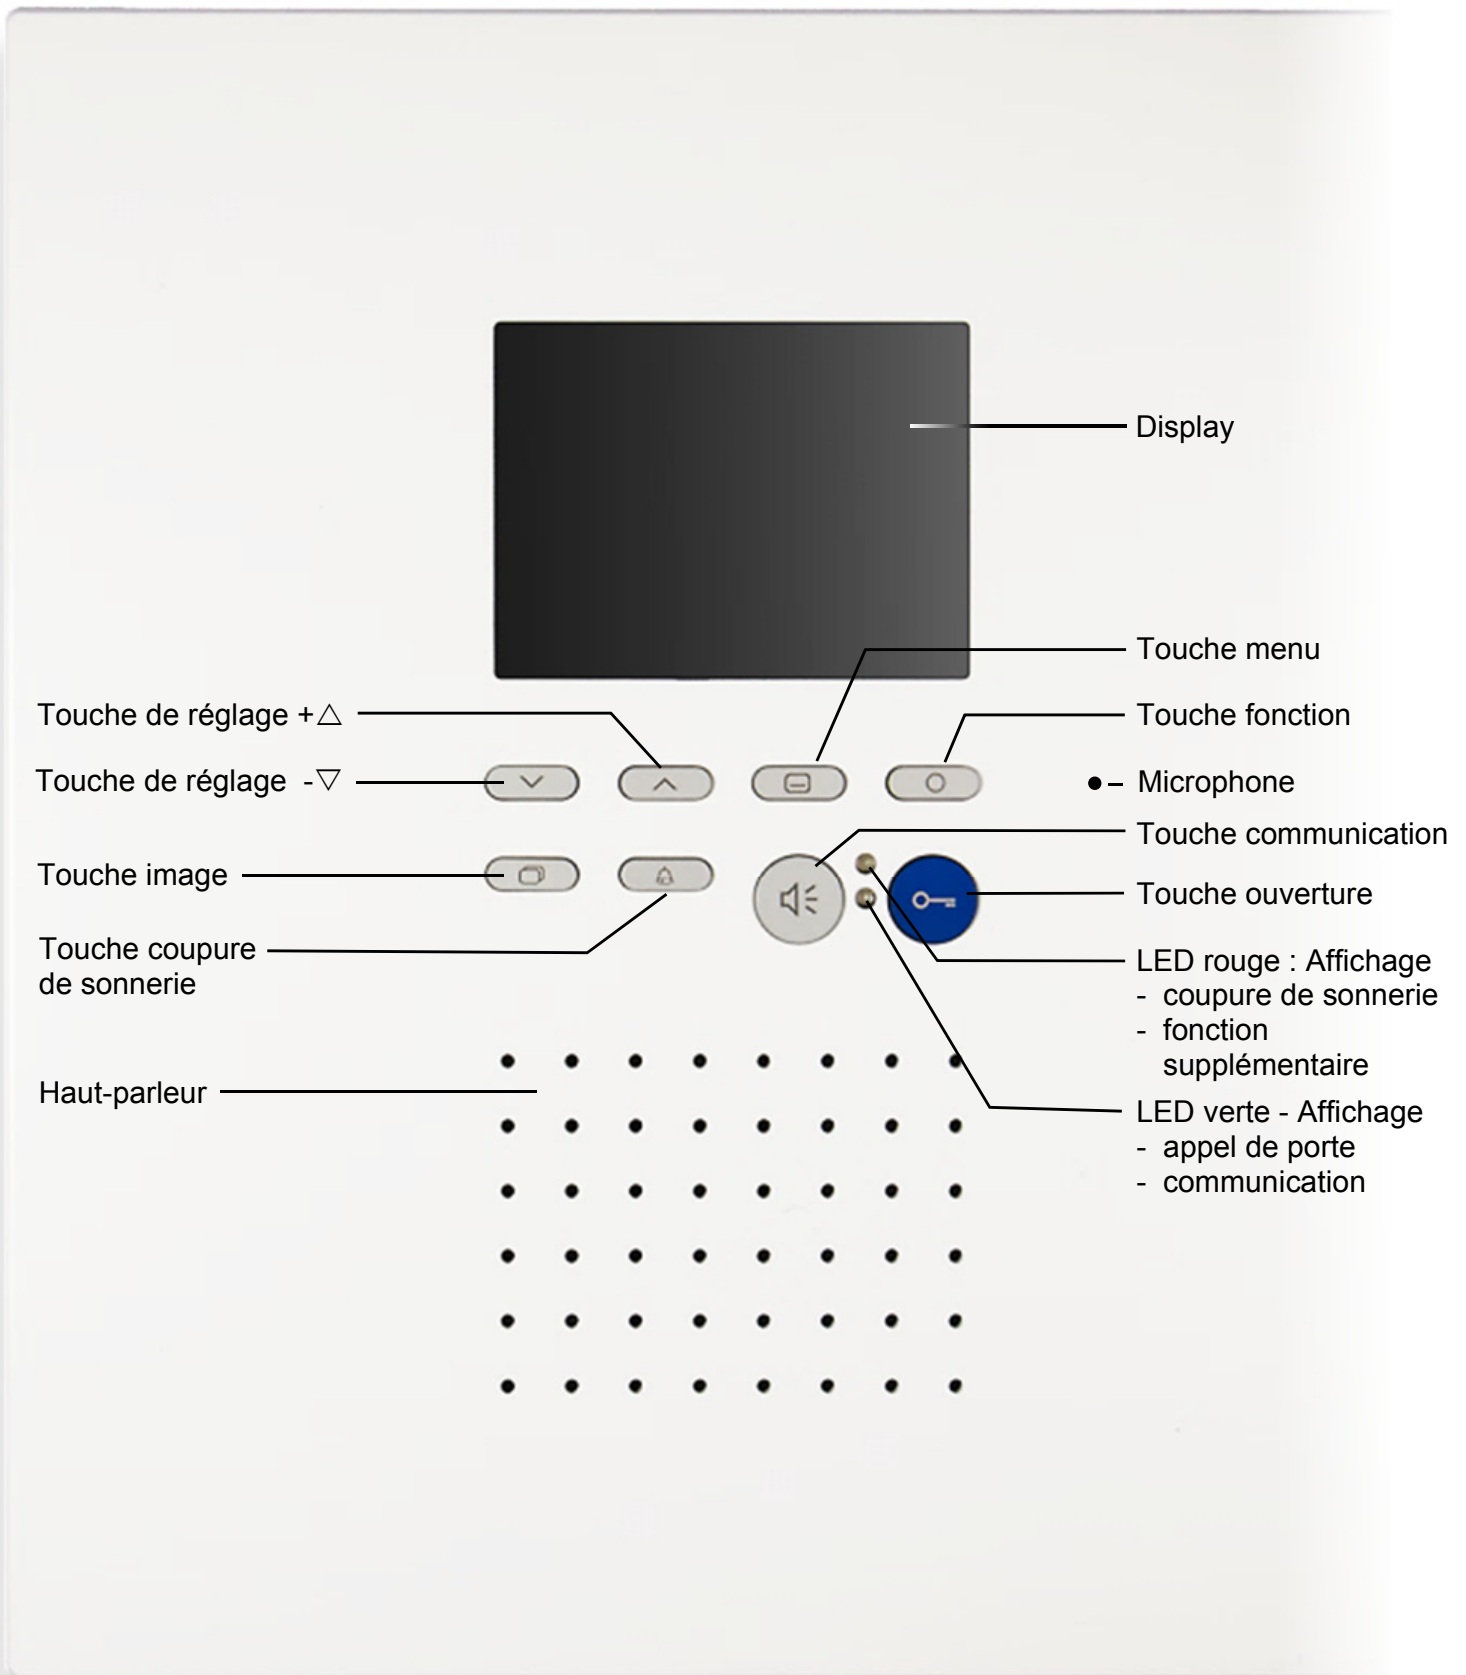 Display
Touche menu
Touche de réglage +△
Touche fonction
Touche de réglage -▽
Microphone
Touche communication
Touche image
Touche ouverture
Touche coupure
de sonnerie
LED rouge : Affichage
- coupure de sonnerie
- fonction
supplémentaire
Haut-parleur
LED verte - Affichage
- appel de porte
- communication